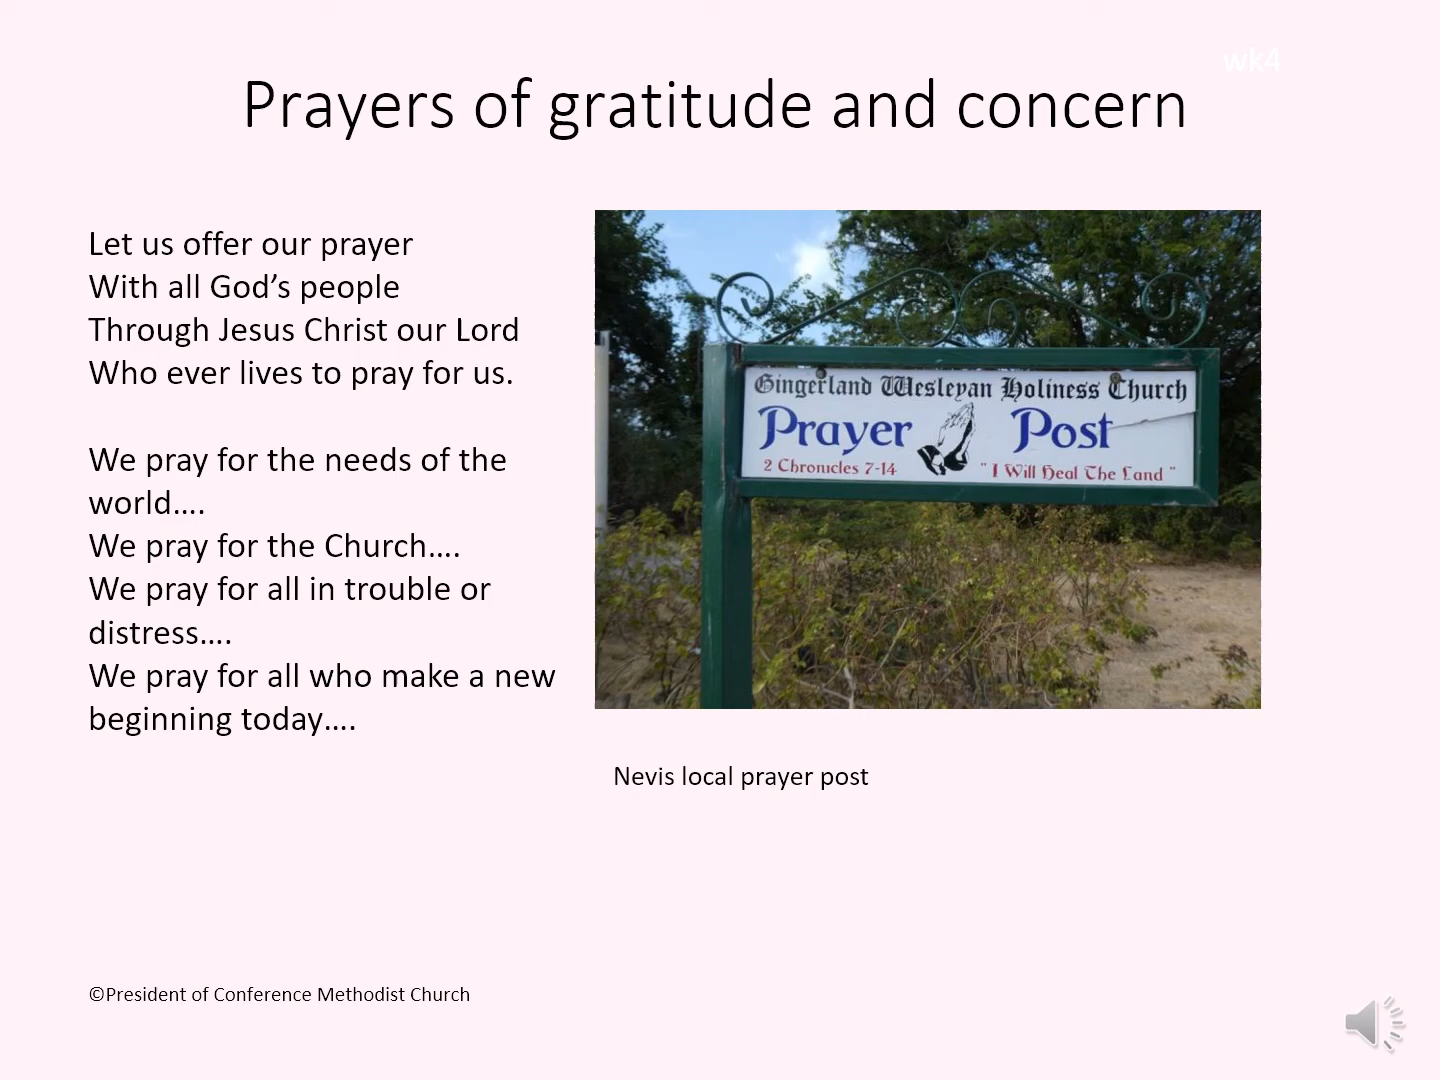 wk4
Prayers of gratitude and concern
Let us offer our prayer
With all God’s people
Through Jesus Christ our Lord
Who ever lives to pray for us.
We pray for the needs of the
world….
We pray for the Church….
We pray for all in trouble or
distress….
We pray for all who make a new
beginning today….
Gingerland Wesleyan Holiness Church
Prayer Post
2 Chronicles 7-14 "I Will Heal The Land"
Nevis local prayer post
©President of Conference Methodist Church